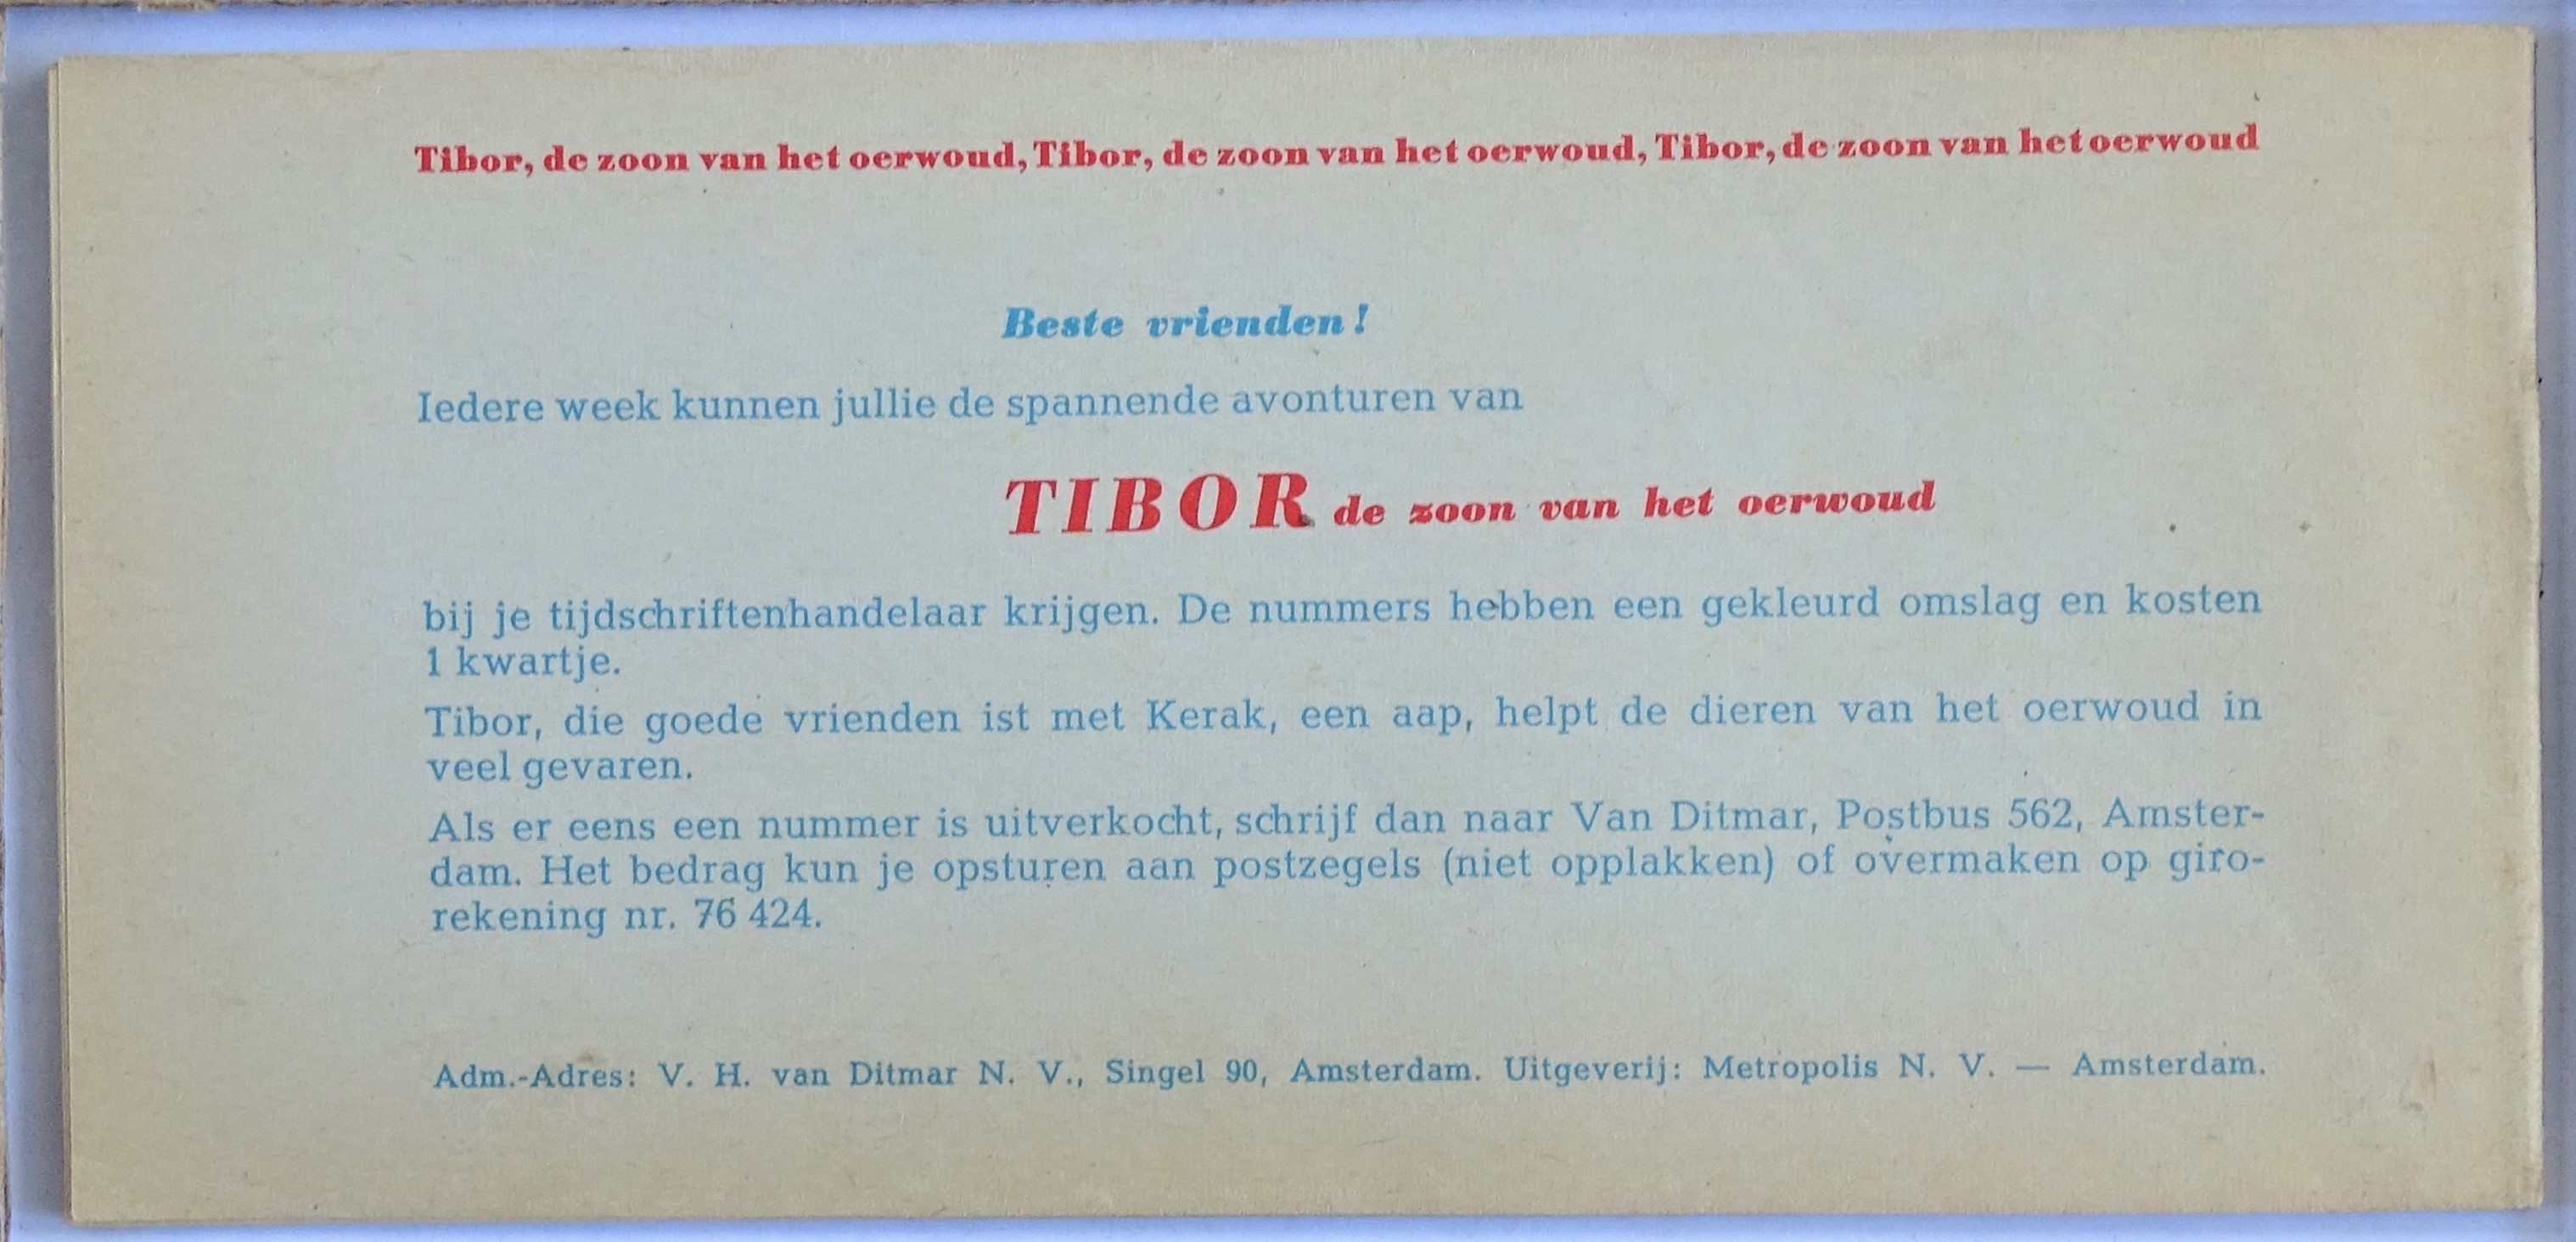 Tibor, de zoon van het oerwoud, Tibor, de zoon van het oerwoud, Tibor, de zoon van het oerwoud
Beste vrienden!
Iedere week kunnen jullie de spannende avonturen van
TIBOR de zoon van het oerwoud
bij je tijdschriftenhandelaar krijgen. De nummers hebben een gekleurd omslag en kosten
1 kwartje.
Tibor, die goede vrienden ist met Kerak, een aap, helpt de dieren van het oerwoud in
veel gevaren.
Als er eens een nummer is uitverkocht, schrijf dan naar Van Ditmar, Postbus 562, Amster-
dam. Het bedrag kun je opsturen aan postzegels (niet opplakken) of overmaken op giro-
rekening nr. 76 424.
Adm.-Adres: V. H. van Ditmar N. V., Singel 90, Amsterdam. Uitgeverij: Metropolis N. V. — Amsterdam.